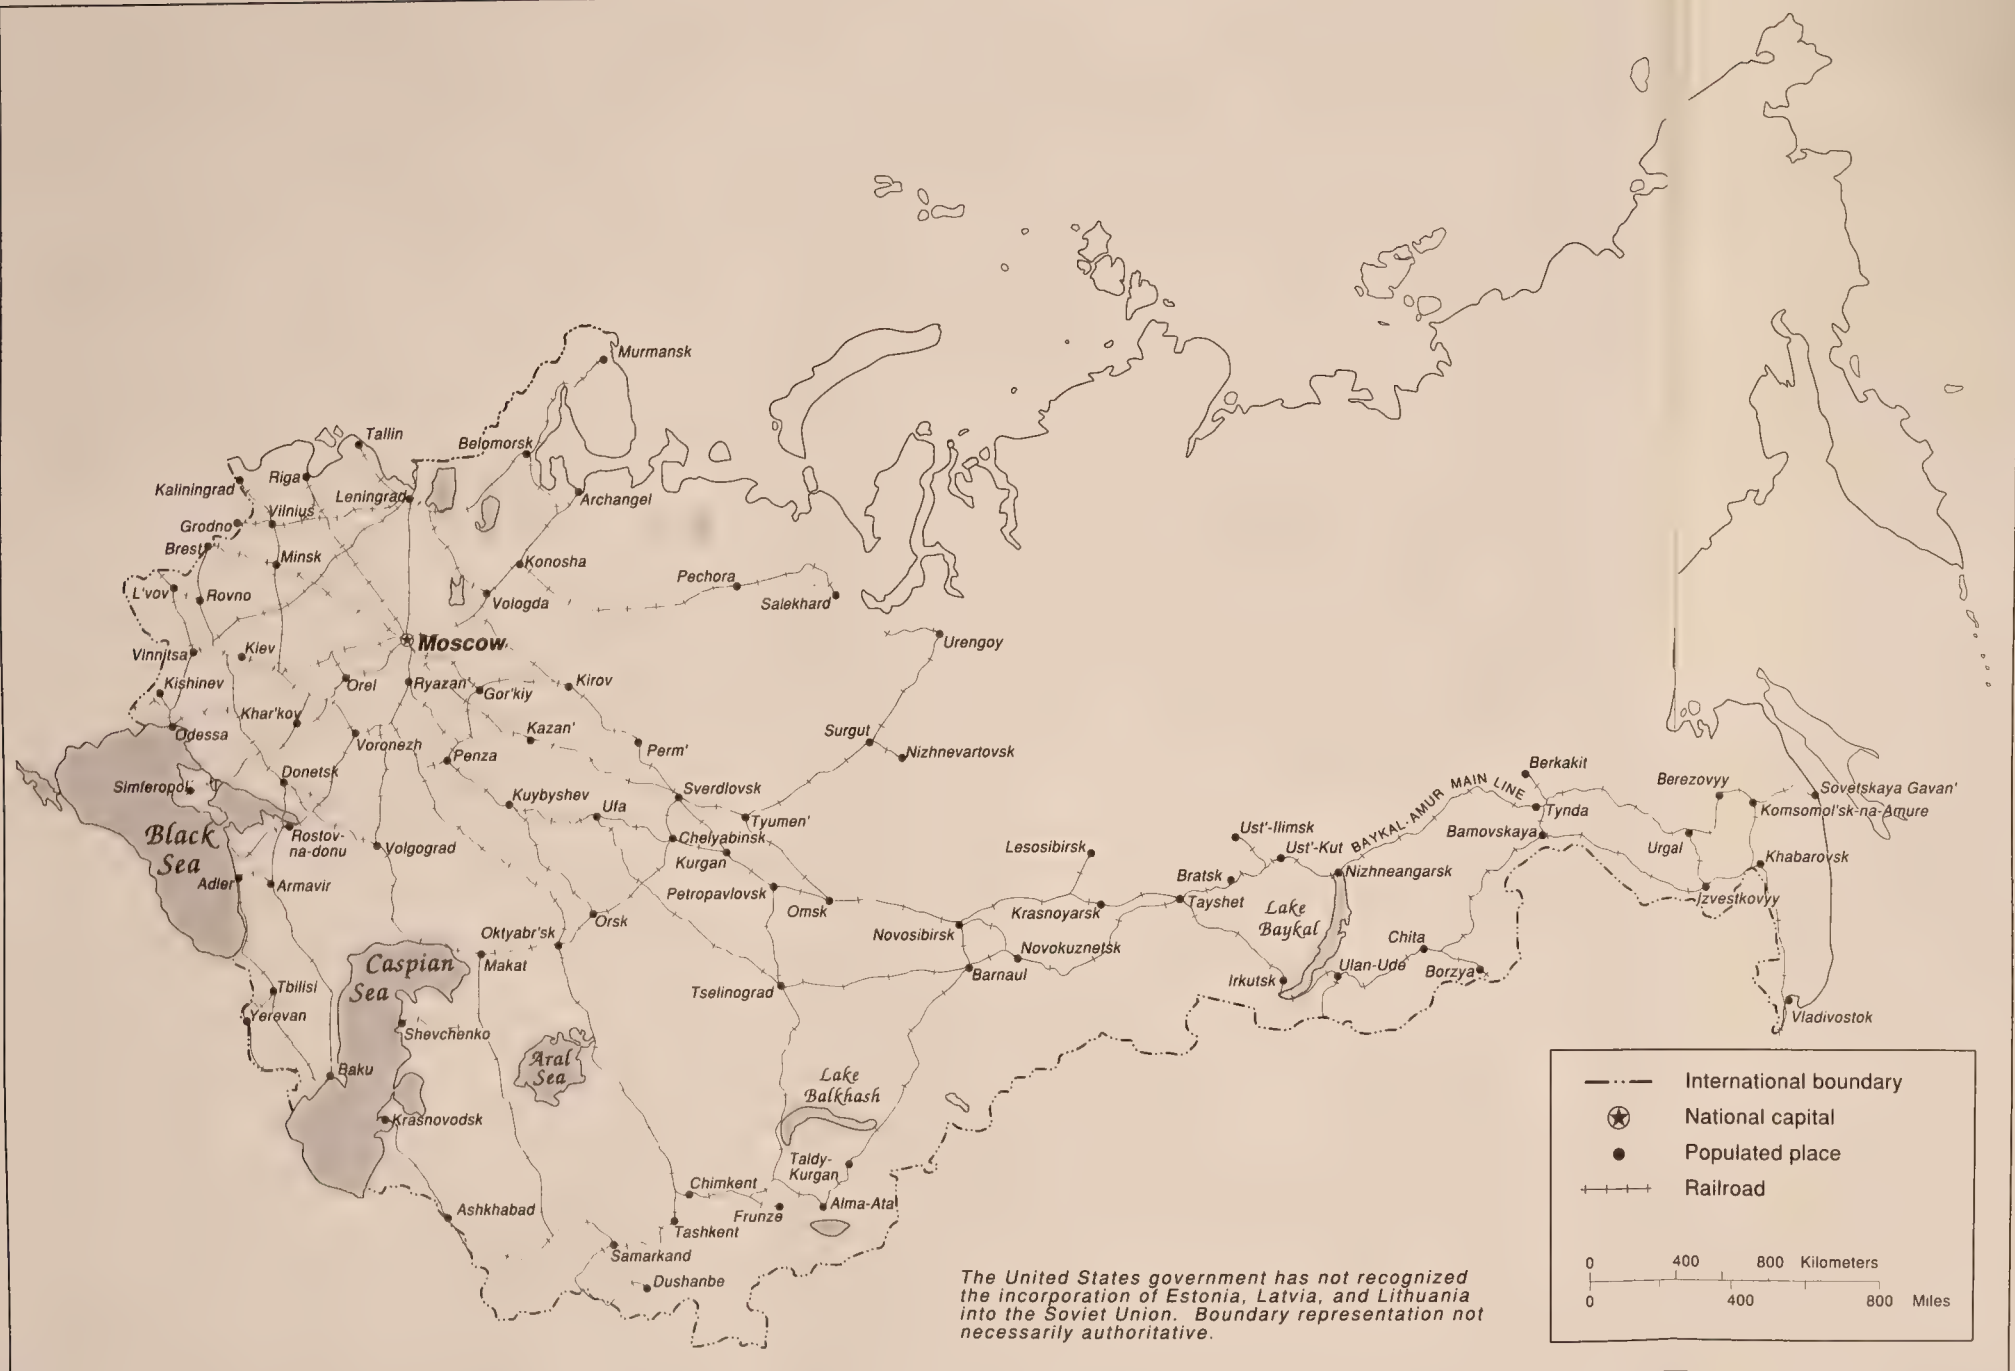 Murmansk
Tallin
Belomorsk
Riga
Kaliningrad
Leningrad
Archangel
Vilnius
Grodno
Brest
Minsk
Konosha
Pechora
L'vov
Rovno
Vologda
Salekhard
Moscow
Urengoy
Vinnitsa
Kiev
Kishinev
Orel
Ryazan'
Gor'kiy
Kirov
Khar'kov
Kazan'
Surgut
Odessa
Voronezh
Penza
Perm'
Nizhnevartovsk
Donetsk
Simferopol'
Kuybyshev
Ufa
Sverdlovsk
Tyumen'
Berkakit
Berezovyy
Sovetskaya Gavan'
BAYKAL-AMUR MAIN LINE
Tynda
Komsomol'sk-na-Amure
Black
Sea
Rostov-
na-donu
Volgograd
Chelyabinsk
Kurgan
Lesosibirsk
Ust'-Ilimsk
Ust'-Kut
Bamovskaya
Urgal
Khabarovsk
Adler
Armavir
Petropavlovsk
Omsk
Krasnoyarsk
Bratsk
Tayshet
Nizhneangarsk
Izvestkovyy
Lake
Baykal
Orsk
Oktyabr'sk
Novosibirsk
Novokuznetsk
Chita
Caspian
Sea
Makat
Barnaul
Ulan-Ude
Borzya
Tbilisi
Tselinograd
Irkutsk
Yerevan
Shevchenko
Vladivostok
Aral
Sea
Baku
Lake
Balkhash
Krasnovodsk
Taldy-
Kurgan
Chimkent
Frunze
Alma-Ata
Ashkhabad
Tashkent
Samarkand
Dushanbe
International boundary
National capital
Populated place
Railroad
0 400 800 Kilometers
0 400 800 Miles
The United States government has not recognized
the incorporation of Estonia, Latvia, and Lithuania
into the Soviet Union. Boundary representation not
necessarily authoritative.